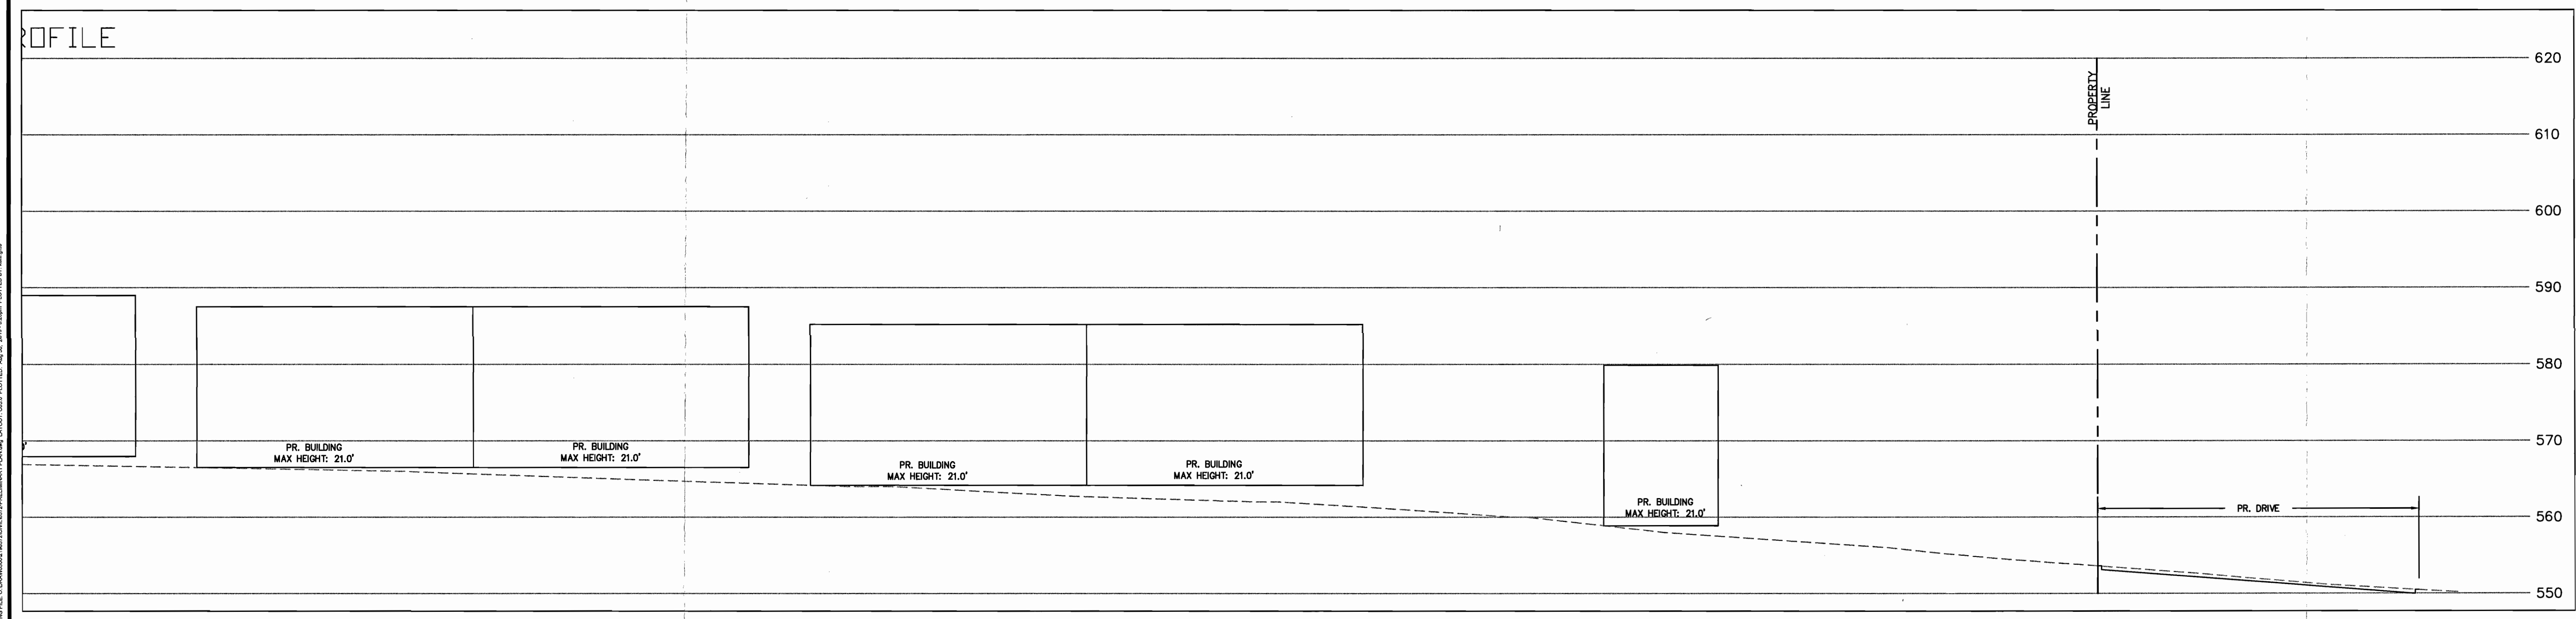 OFILE
620
PROPERTY
LINE
610
600
590
580
570
PR. BUILDING
MAX HEIGHT: 21.0'
PR. BUILDING
MAX HEIGHT: 21.0'
PR. BUILDING
MAX HEIGHT: 21.0'
PR. BUILDING
MAX HEIGHT: 21.0'
PR. BUILDING
MAX HEIGHT: 21.0'
560
PR. DRIVE
550